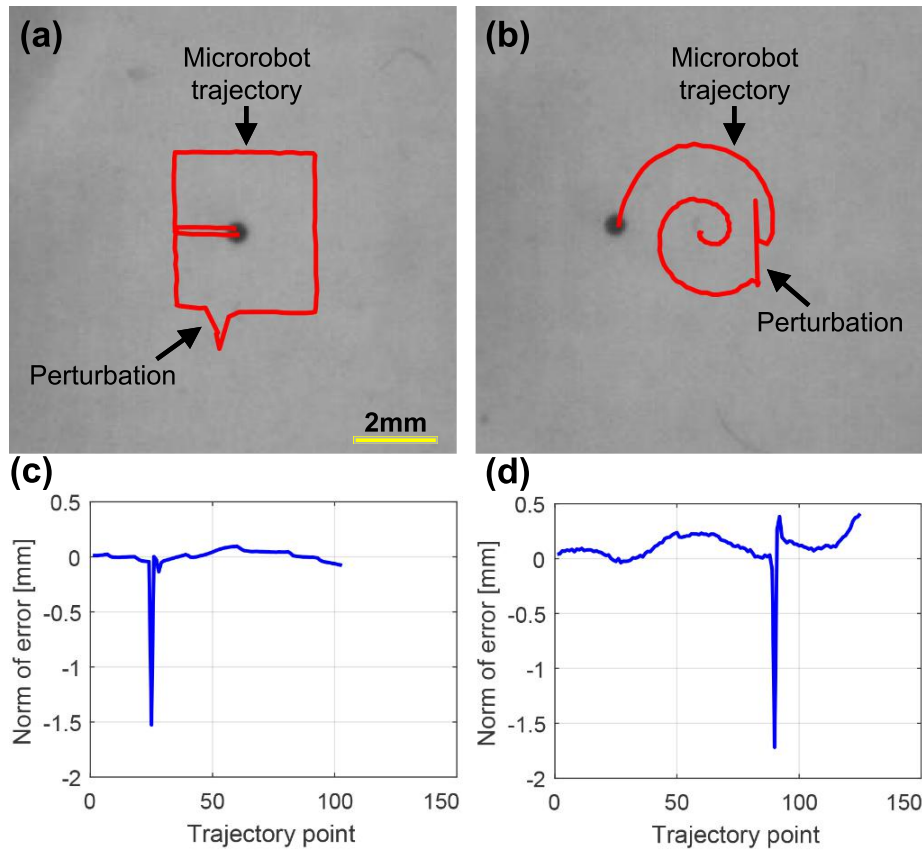 (a)
Microrobot
trajectory
Perturbation
2mm
(b)
Microrobot
trajectory
Perturbation
(c)
0.5
0
-0.5
-1
-1.5
-2
0
50
100
150
Norm of error [mm]
Trajectory point
(d)
0.5
0
-0.5
-1
-1.5
-2
0
50
100
150
Norm of error [mm]
Trajectory point